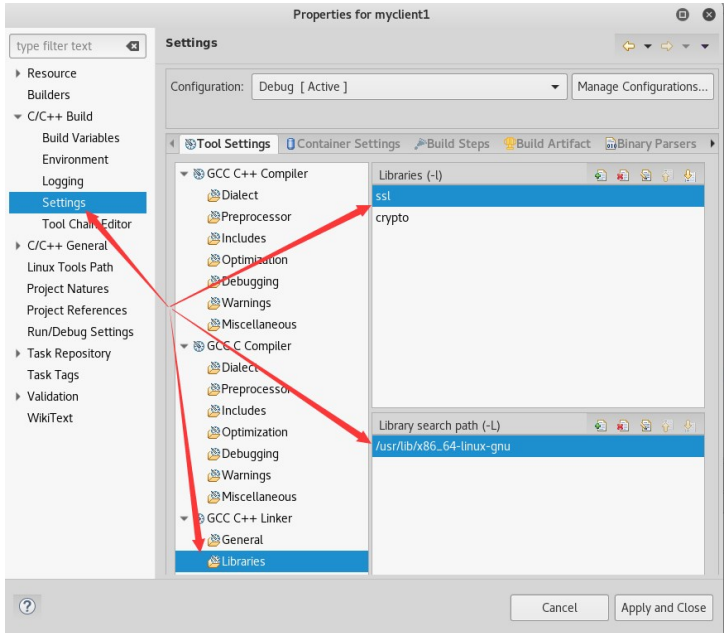 Properties for myclient1
type filter text
Resource
Builders
C/C++ Build
Build Variables
Environment
Logging
Settings
Tool Chain Editor
C/C++ General
Linux Tools Path
Project Natures
Project References
Run/Debug Settings
Task Repository
Task Tags
Validation
WikiText
Settings
Configuration: Debug [ Active ]
Manage Configurations...
Tool Settings Container Settings Build Steps Build Artifact Binary Parsers
GCC C++ Compiler
Dialect
Preprocessor
Includes
Optimization
Debugging
Warnings
Miscellaneous
GCC C Compiler
Dialect
Preprocessor
Includes
Optimization
Debugging
Warnings
Miscellaneous
GCC C++ Linker
General
Libraries
Libraries (-l)
ssl
crypto
Library search path (-L)
/usr/lib/x86_64-linux-gnu
?
Cancel
Apply and Close